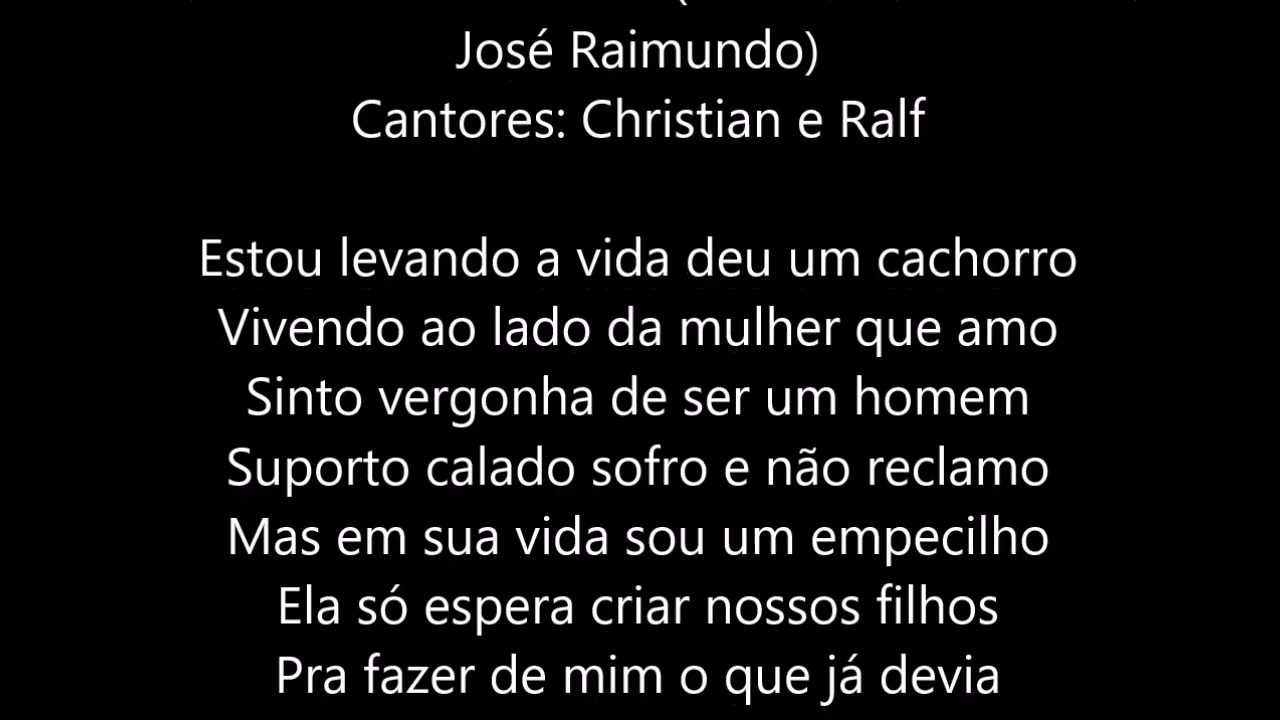 José Raimundo)
Cantores: Christian e Ralf
Estou levando a vida deu um cachorro
Vivendo ao lado da mulher que amo
Sinto vergonha de ser um homem
Suporto calado sofro e não reclamo
Mas em sua vida sou um empecilho
Ela só espera criar nossos filhos
Pra fazer de mim o que já devia